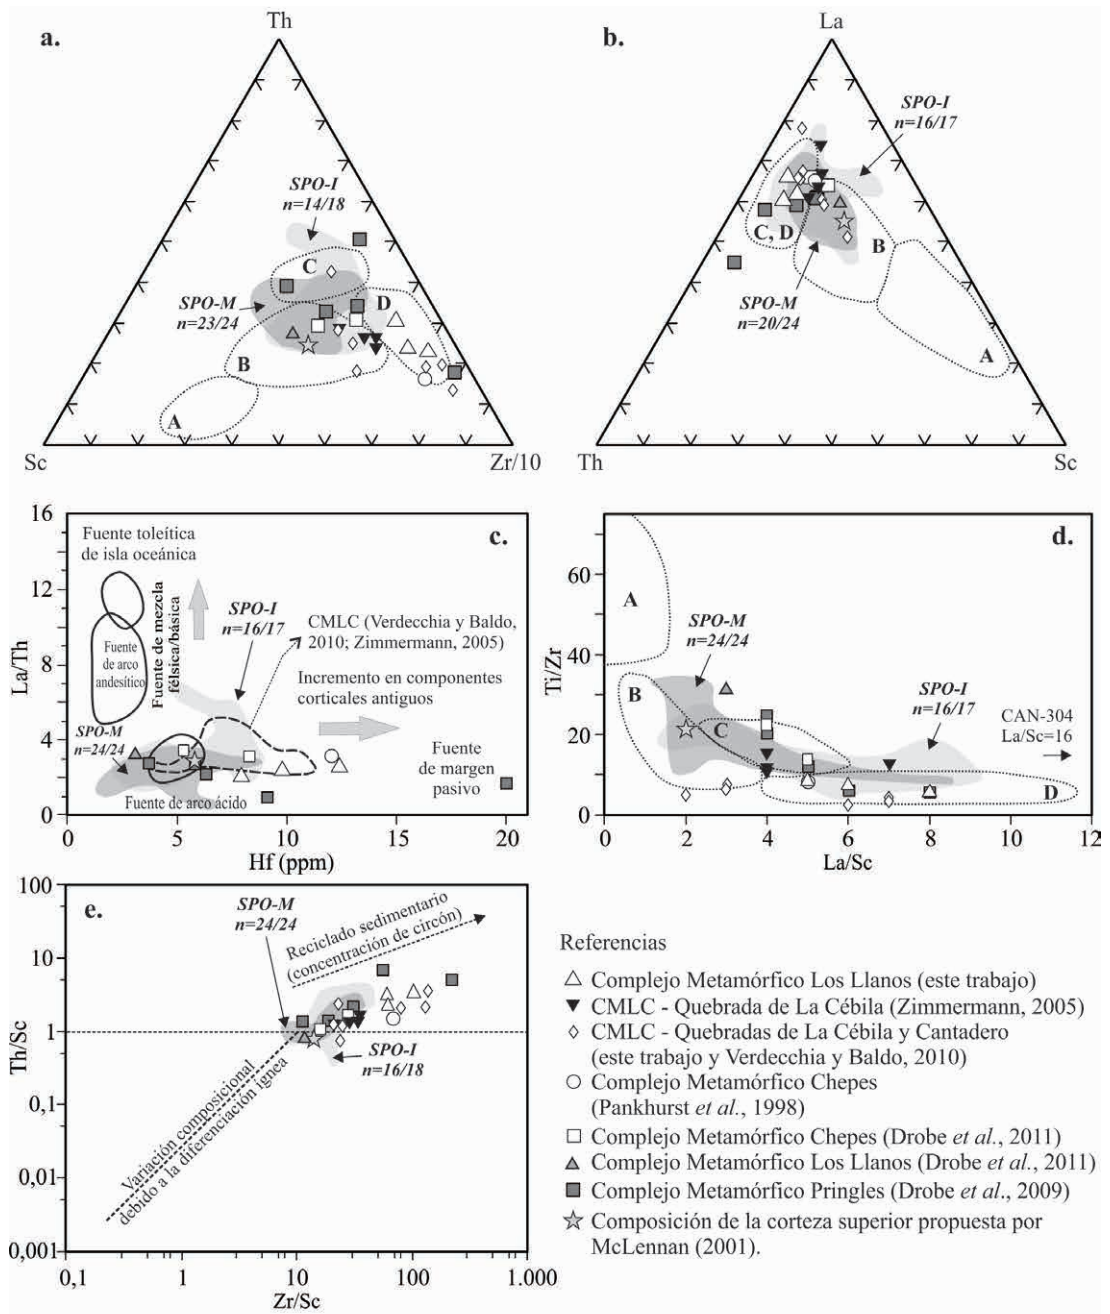 a.
Th
SPO-I
n=14/18
C
SPO-M
n=23/24
D
B
A
Sc
Zr/10
b.
La
SPO-I
n=16/17
C, D
B
SPO-M
n=20/24
A
Th
Sc
c.
16
12
8
4
0
La/Th
Fuente toleítica
de isla oceánica
Fuente de mezcla
félsica/básica
Fuente
de arco
andesítico
SPO-I
n=16/17
CMLC (Verdecchia y Baldo,
2010; Zimmermann, 2005)
Incremento en componentes
corticales antiguos
SPO-M
n=24/24
Fuente
de margen
pasivo
Fuente de arco ácido
0
5
10
15
20
Hf (ppm)
d.
60
40
20
0
Ti/Zr
A
SPO-M
n=24/24
B
C
SPO-I
n=16/17
CAN-304
La/Sc=16
D
0
2
4
6
8
10
12
La/Sc
e.
100
10
1
0,1
0,01
0,001
Th/Sc
SPO-M
n=24/24
Reciclado sedimentario
(concentración de circón)
SPO-I
n=16/18
Variación composicional
debido a la diferenciación ígnea
0,1
1
10
100
1.000
Zr/Sc
Referencias
Complejo Metamórfico Los Llanos (este trabajo)
CMLC - Quebrada de La Cébila (Zimmermann, 2005)
CMLC - Quebradas de La Cébila y Cantadero
(este trabajo y Verdecchia y Baldo, 2010)
Complejo Metamórfico Chepes
(Pankhurst et al., 1998)
Complejo Metamórfico Chepes (Drobe et al., 2011)
Complejo Metamórfico Los Llanos (Drobe et al., 2011)
Complejo Metamórfico Pringles (Drobe et al., 2009)
Composición de la corteza superior propuesta por
McLennan (2001).